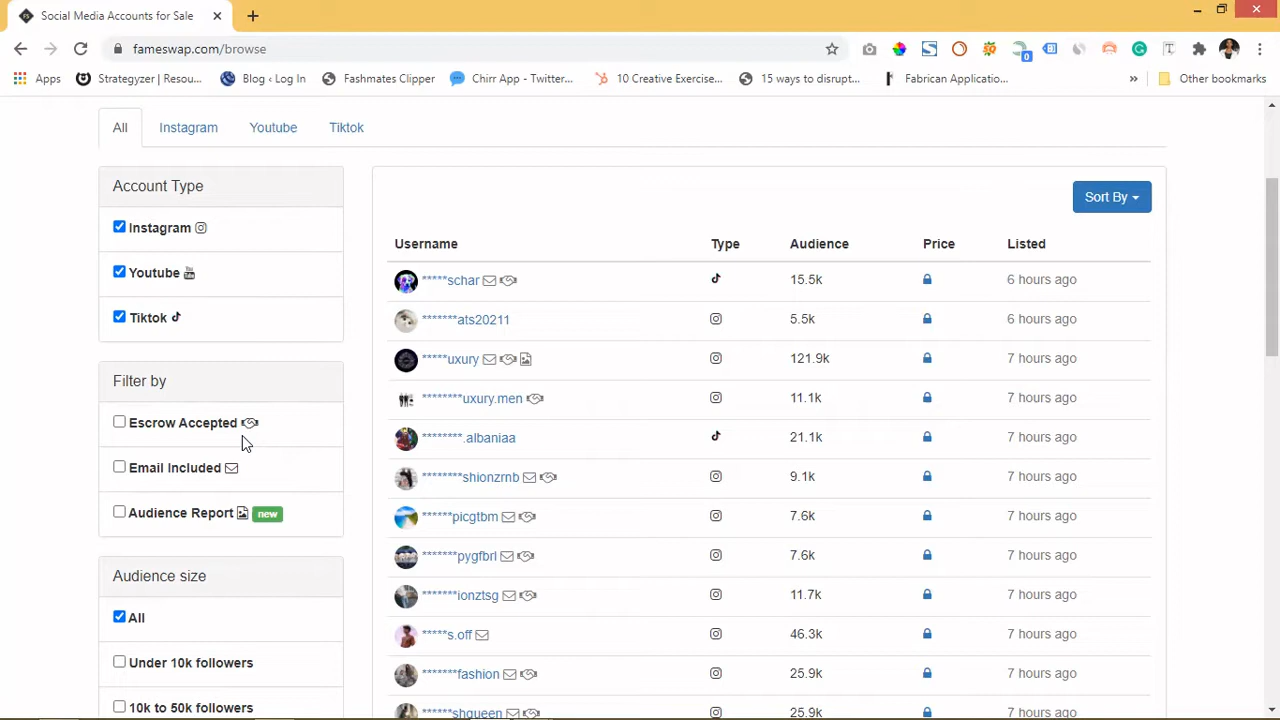 Social Media Accounts for Sale
fameswap.com/browse
0
Apps Strategyzer | Resou... Blog ‹ Log In Fashmates Clipper Chirr App - Twitter... 10 Creative Exercise... 15 ways to disrupt... Fabrican Applicatio... » Other bookmarks
All Instagram Youtube Tiktok
Account Type
Instagram
Youtube
Tiktok
Filter by
Escrow Accepted
Email Included
Audience Report new
Audience size
All
Under 10k followers
10k to 50k followers
Sort By
Username Type Audience Price Listed
*****schar 15.5k 6 hours ago
*******ats20211 5.5k 6 hours ago
*****uxury 121.9k 7 hours ago
********uxury.men 11.1k 7 hours ago
********.albaniaa 21.1k 7 hours ago
********shionzrnb 9.1k 7 hours ago
******picgtbm 7.6k 7 hours ago
*******pygfbrl 7.6k 7 hours ago
*******ionztsg 11.7k 7 hours ago
*****s.off 46.3k 7 hours ago
*******fashion 25.9k 7 hours ago
********shqueen 25.9k 7 hours ago